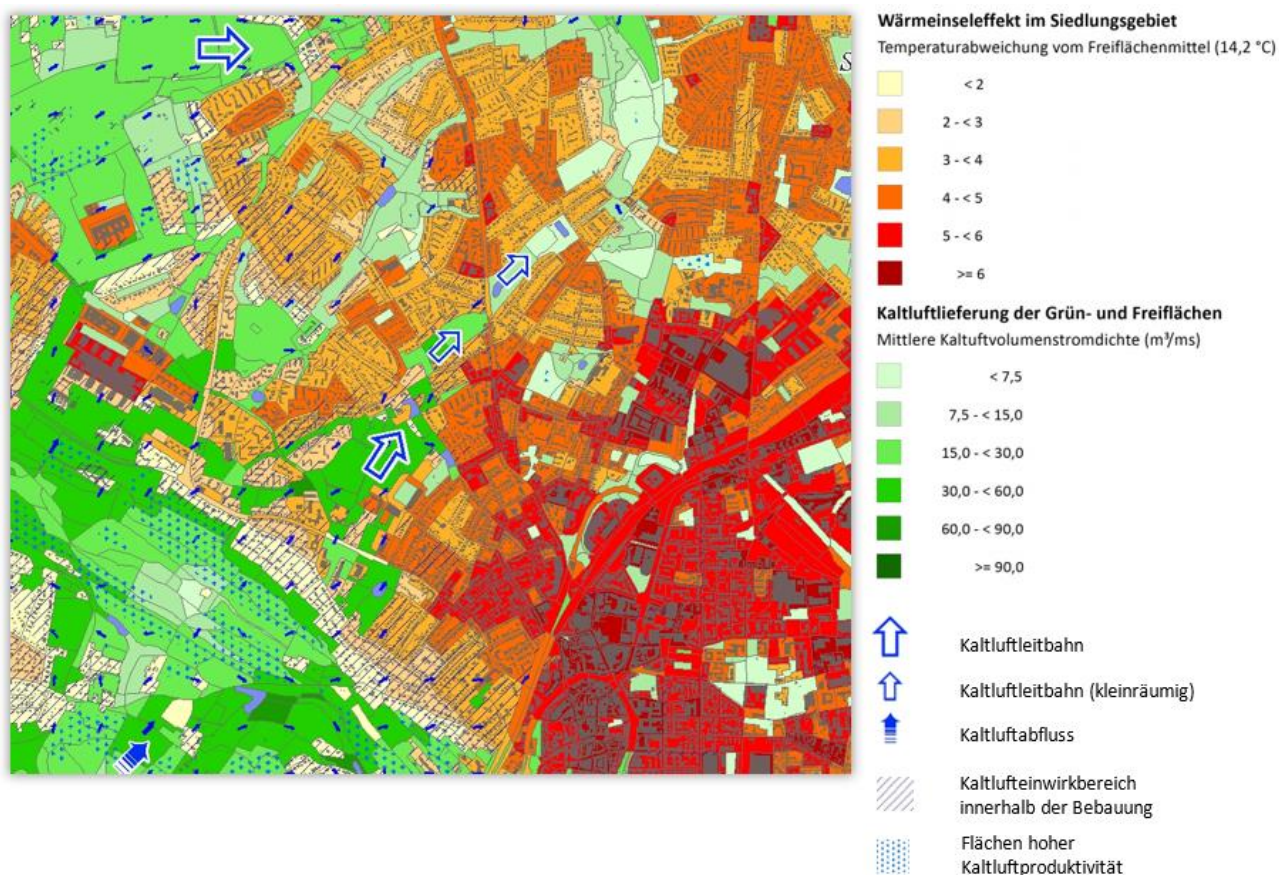 Wärmeinseleffekt im Siedlungsgebiet
Temperaturabweichung vom Freiflächenmittel (14,2 °C)
< 2
2 - < 3
3 - < 4
4 - < 5
5 - < 6
>= 6
Kaltluftlieferung der Grün- und Freiflächen
Mittlere Kaltuftvolumenstromdichte (m³/ms)
< 7,5
7,5 - < 15,0
15,0 - < 30,0
30,0 - < 60,0
60,0 - < 90,0
>= 90,0
Kaltluftleitbahn
Kaltluftleitbahn (kleinräumig)
Kaltluftabfluss
Kaltlufteinwirkbereich
innerhalb der Bebauung
Flächen hoher
Kaltluftproduktivität